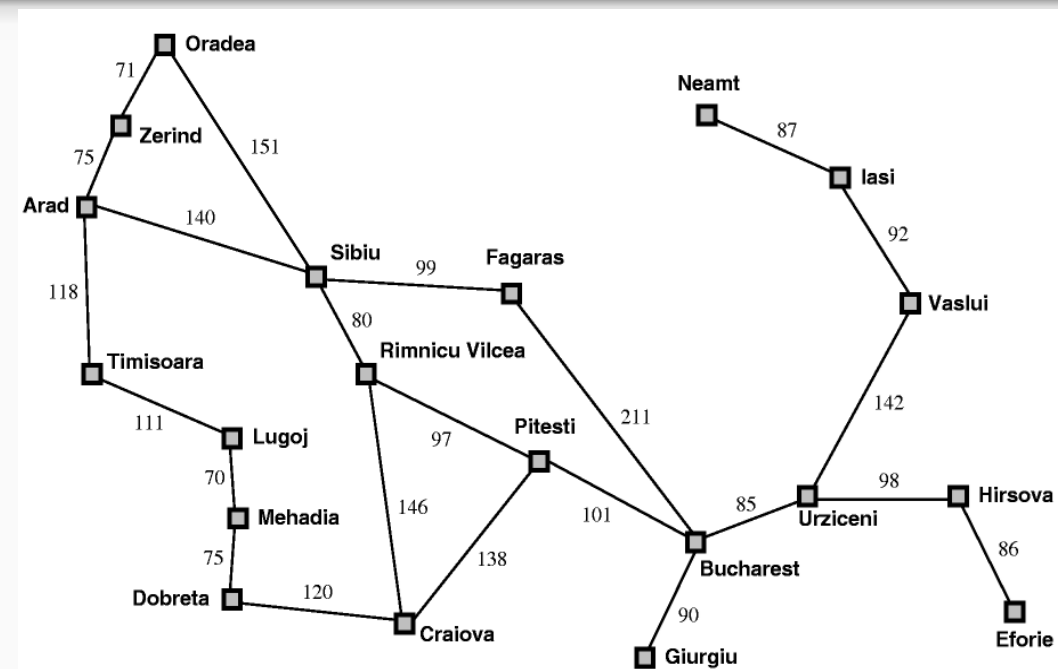 Oradea
71
Neamt
87
Zerind
151
75
Iasi
Arad
140
92
Sibiu
Fagaras
99
118
Vaslui
80
Rimnicu Vilcea
Timisoara
142
111
211
Pitesti
Lugoj
97
70
98
Hirsova
146
85
Urziceni
Mehadia
101
86
75
138
Bucharest
Dobreta
120
90
Craiova
Eforie
Giurgiu